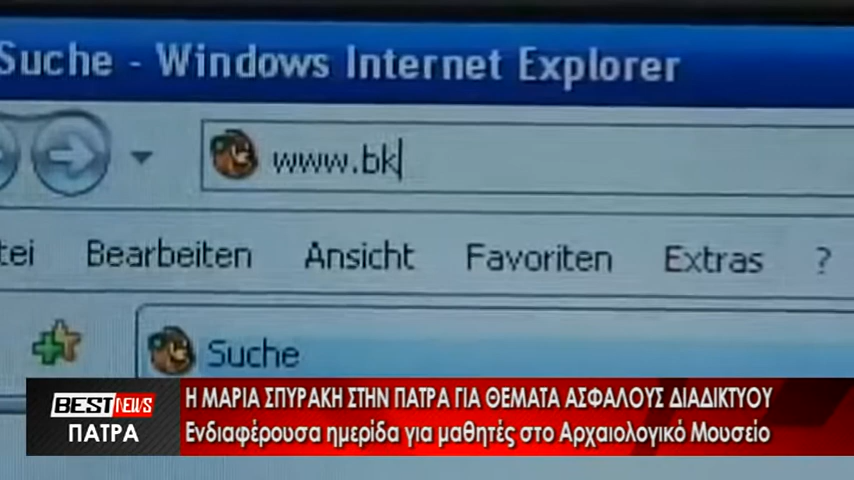 Suche - Windows Internet Explorer
www.bk
tei Bearbeiten Ansicht Favoriten Extras ?
Suche
BEST NEWS
ΠΑΤΡΑ
Η ΜΑΡΙΑ ΣΠΥΡΑΚΗ ΣΤΗΝ ΠΑΤΡΑ ΓΙΑ ΘΕΜΑΤΑ ΑΣΦΑΛΟΥΣ ΔΙΑΔΙΚΤΥΟΥ
Ενδιαφέρουσα ημερίδα για μαθητές στο Αρχαιολογικό Μουσείο